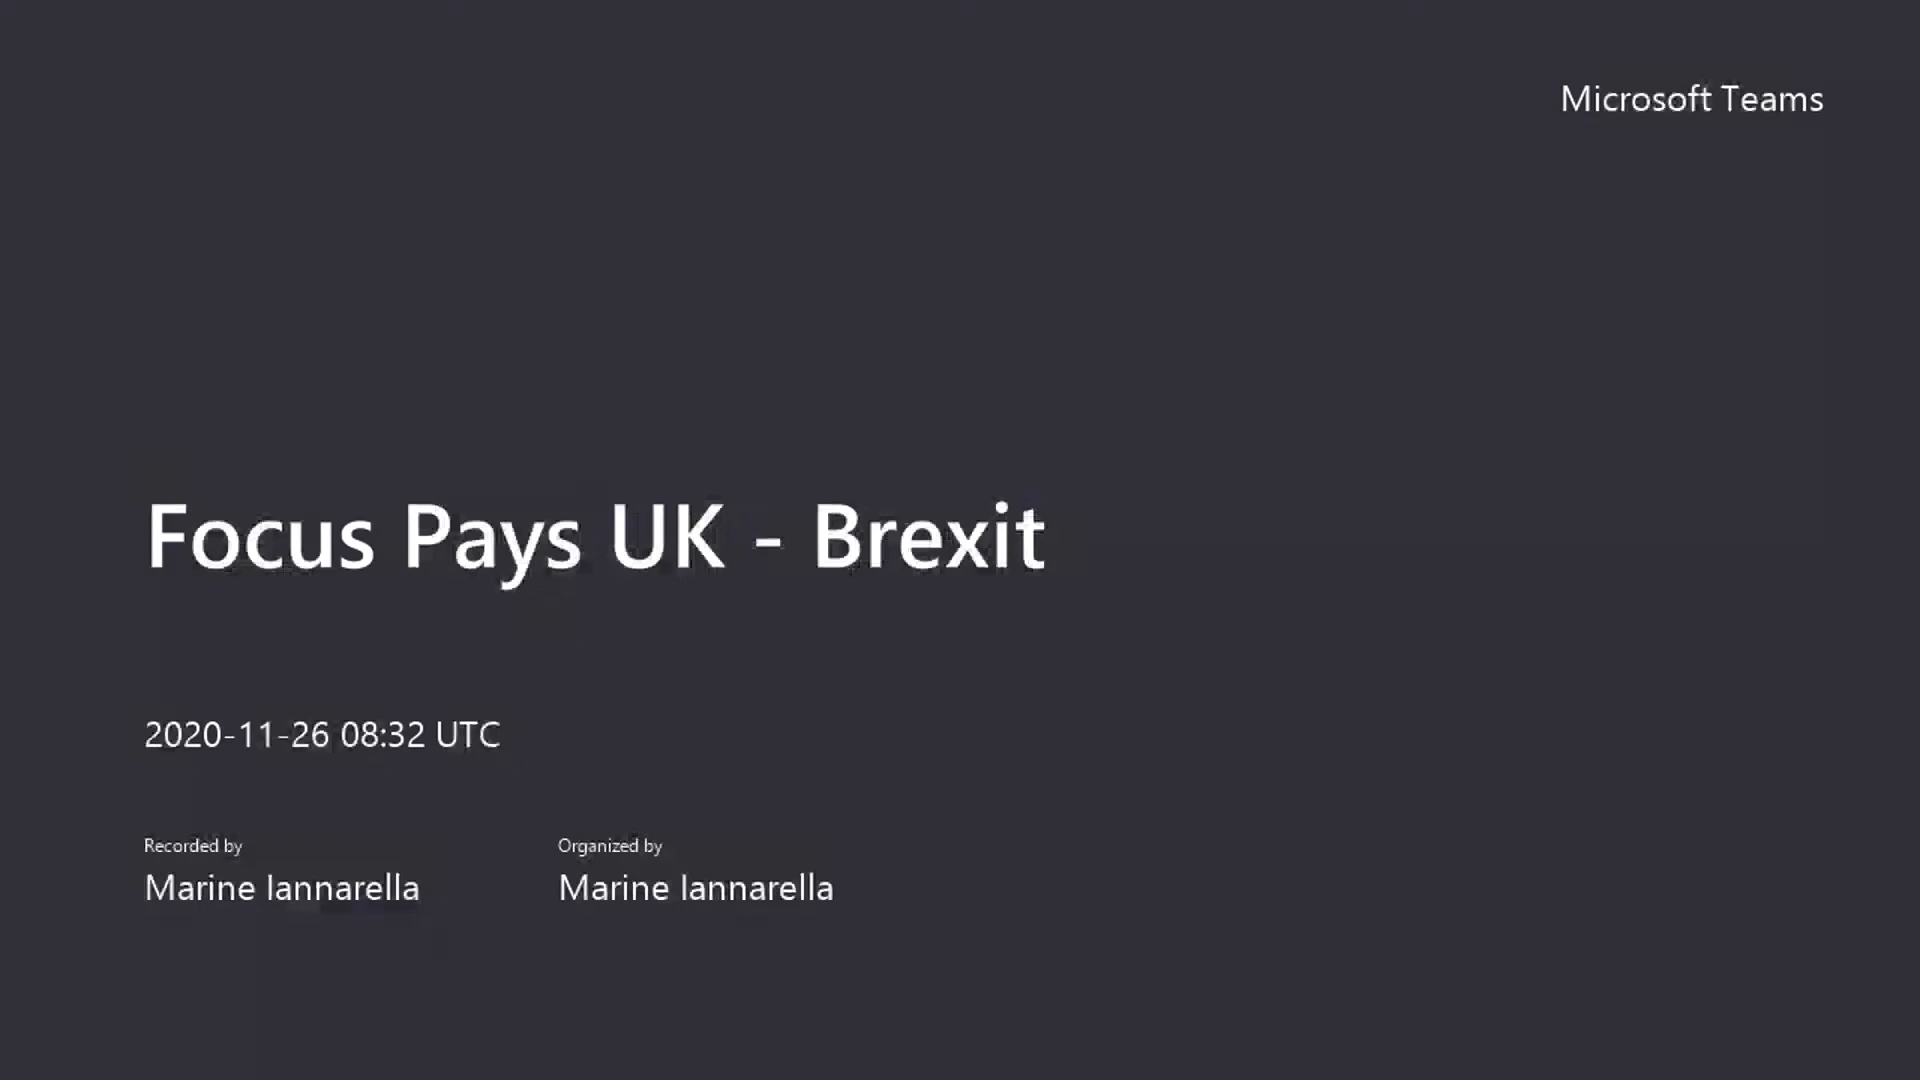 Microsoft Teams
Focus Pays UK - Brexit
2020-11-26 08:32 UTC
Recorded by
Marine Iannarella
Organized by
Marine Iannarella